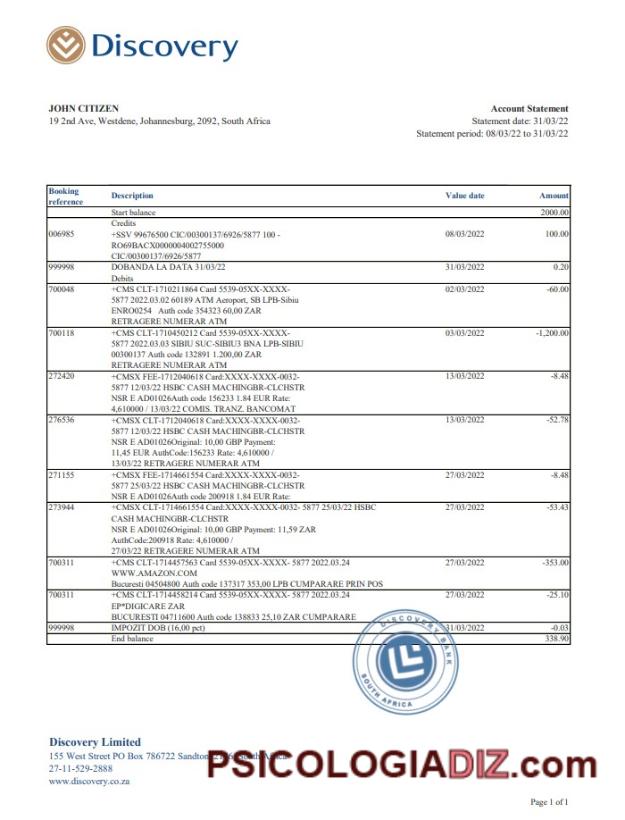 Discovery
JOHN CITIZEN
19 2nd Ave, Westdene, Johannesburg, 2092, South Africa
Account Statement
Statement date: 31/03/22
Statement period: 08/03/22 to 31/03/22
Booking reference Description Value date Amount
Start balance 2000.00
Credits
006985 +SSV 99676500 CIC/00300137/6926/5877 100 - 08/03/2022 100.00
RO69BACX0000004002755000
CIC/00300137/6926/5877
999998 DOBANDA LA DATA 31/03/22 31/03/2022 0.20
Debits
700048 +CMS CLT-1710211864 Card 5539-05XX-XXXX- 02/03/2022 -60.00
5877 2022.03.02 60189 ATM Aeroport, SB LPB-Sibiu
ENRO0254 Auth code 354323 60,00 ZAR
RETRAGERE NUMERAR ATM
700118 +CMS CLT-1710450212 Card 5539-05XX-XXXX- 03/03/2022 -1,200.00
5877 2022.03.03 SIBIU SUC-SIBIU3 BNA LPB-SIBIU
00300137 Auth code 132891 1.200,00 ZAR
RETRAGERE NUMERAR ATM
272420 +CMSX FEE-1712040618 Card:XXXX-XXXX-0032- 13/03/2022 -8.48
5877 12/03/22 HSBC CASH MACHINGBR-CLCHSTR
NSR E AD01026Auth code 156233 1.84 EUR Rate:
4,610000 / 13/03/22 COMIS. TRANZ. BANCOMAT
276536 +CMSX CLT-1712040618 Card:XXXX-XXXX-0032- 13/03/2022 -52.78
5877 12/03/22 HSBC CASH MACHINGBR-CLCHSTR
NSR E AD01026Original: 10,00 GBP Payment:
11,45 EUR AuthCode:156233 Rate: 4,610000 /
13/03/22 RETRAGERE NUMERAR ATM
271155 +CMSX FEE-1714661554 Card:XXXX-XXXX-0032- 27/03/2022 -8.48
5877 25/03/22 HSBC CASH MACHINGBR-CLCHSTR
NSR E AD01026Auth code 200918 1.84 EUR Rate:
273944 +CMSX CLT-1714661554 Card:XXXX-XXXX-0032- 5877 25/03/22 HSBC 27/03/2022 -53.43
CASH MACHINGBR-CLCHSTR
NSR E AD01026Original: 10,00 GBP Payment: 11,59 ZAR
AuthCode:200918 Rate: 4,610000 /
27/03/22 RETRAGERE NUMERAR ATM
700311 +CMS CLT-1714457563 Card 5539-05XX-XXXX- 5877 2022.03.24 27/03/2022 -353.00
WWW.AMAZON.COM
Bucuresti 04504800 Auth code 137317 353,00 LPB CUMPARARE PRIN POS
700311 +CMS CLT-1714458214 Card 5539-05XX-XXXX- 5877 2022.03.24 27/03/2022 -25.10
EP*DIGICARE ZAR
BUCURESTI 04711600 Auth code 138833 25,10 ZAR CUMPARARE
999998 IMPOZIT DOB (16,00 pct) 31/03/2022 -0.03
End balance 338.90
DISCOVERY BANK
SOUTH AFRICA
Discovery Limited
155 West Street PO Box 786722 Sandton South Africa
27-11-529-2888
www.discovery.co.za
PSICOLOGIADIZ.com
Page 1 of 1